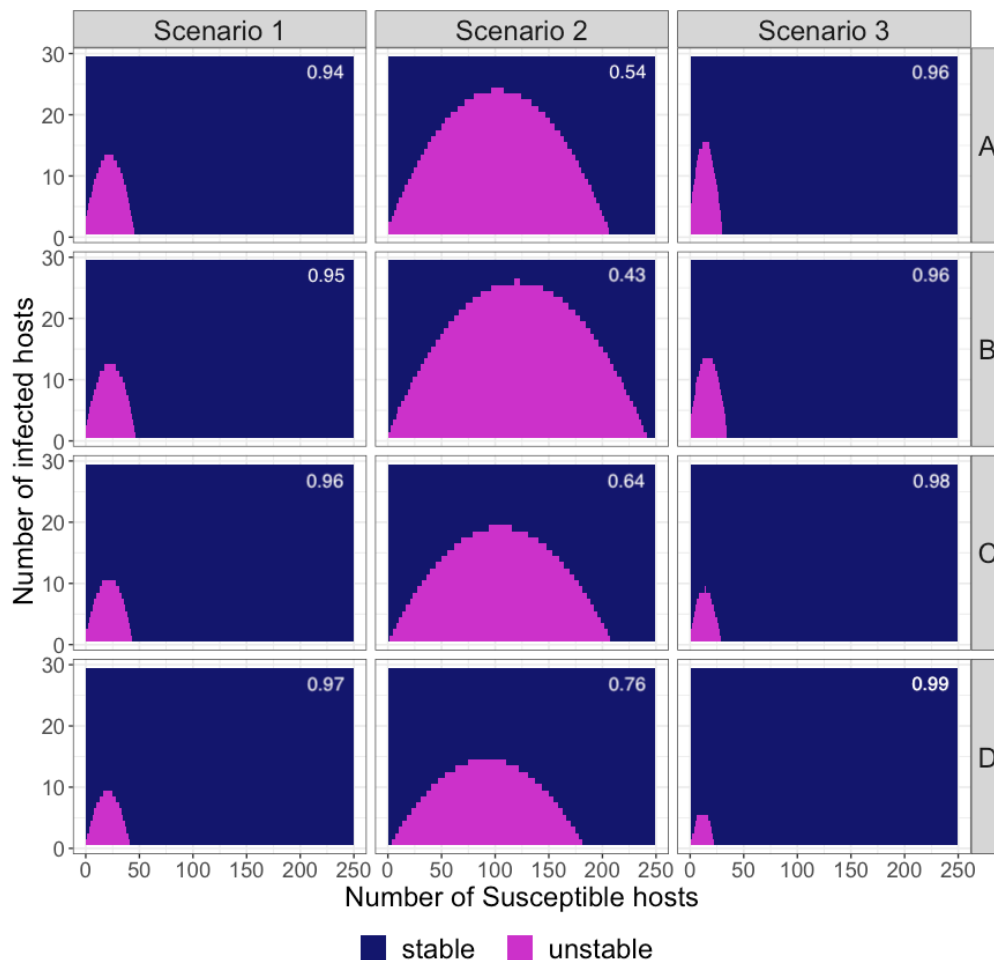 Scenario 1 Scenario 2 Scenario 3
30 0.94 0.54 0.96
20
10
0
A
30 0.95 0.43 0.96
20
10
0
B
30 0.96 0.64 0.98
20
10
0
C
30 0.97 0.76 0.99
20
10
0
D
Number of infected hosts
0 50 100 150 200 250 0 50 100 150 200 250 0 50 100 150 200 250
Number of Susceptible hosts
stable unstable